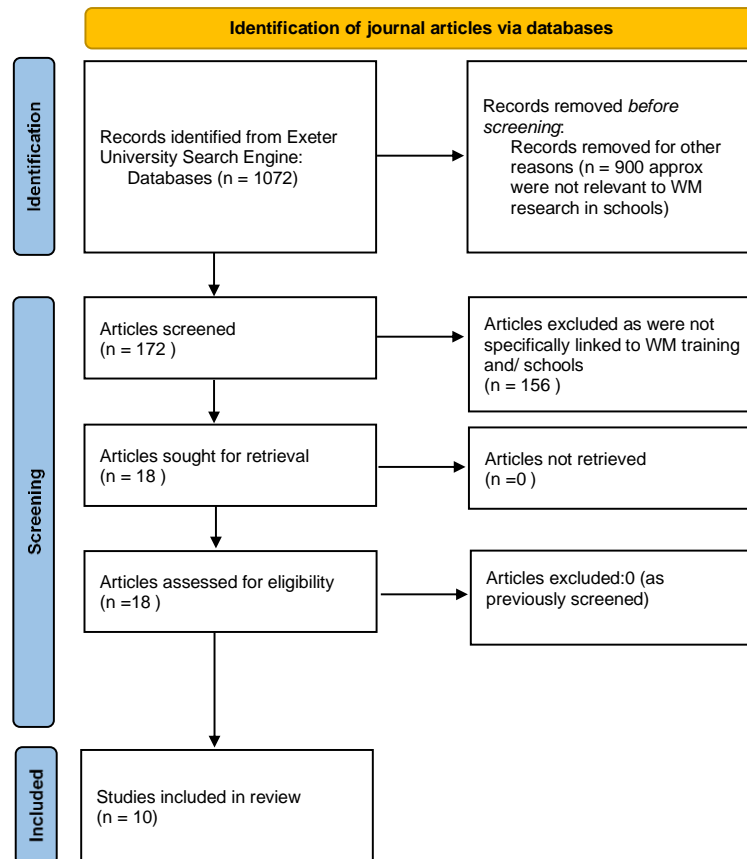 Identification of journal articles via databases
Identification
Records identified from Exeter
University Search Engine:
Databases (n = 1072)
Records removed before
screening:
Records removed for other
reasons (n = 900 approx
were not relevant to WM
research in schools)
Screening
Articles screened
(n = 172 )
Articles excluded as were not
specifically linked to WM training
and/ schools
(n = 156 )
Articles sought for retrieval
(n = 18 )
Articles not retrieved
(n =0 )
Articles assessed for eligibility
(n =18 )
Articles excluded:0 (as
previously screened)
Included
Studies included in review
(n = 10)